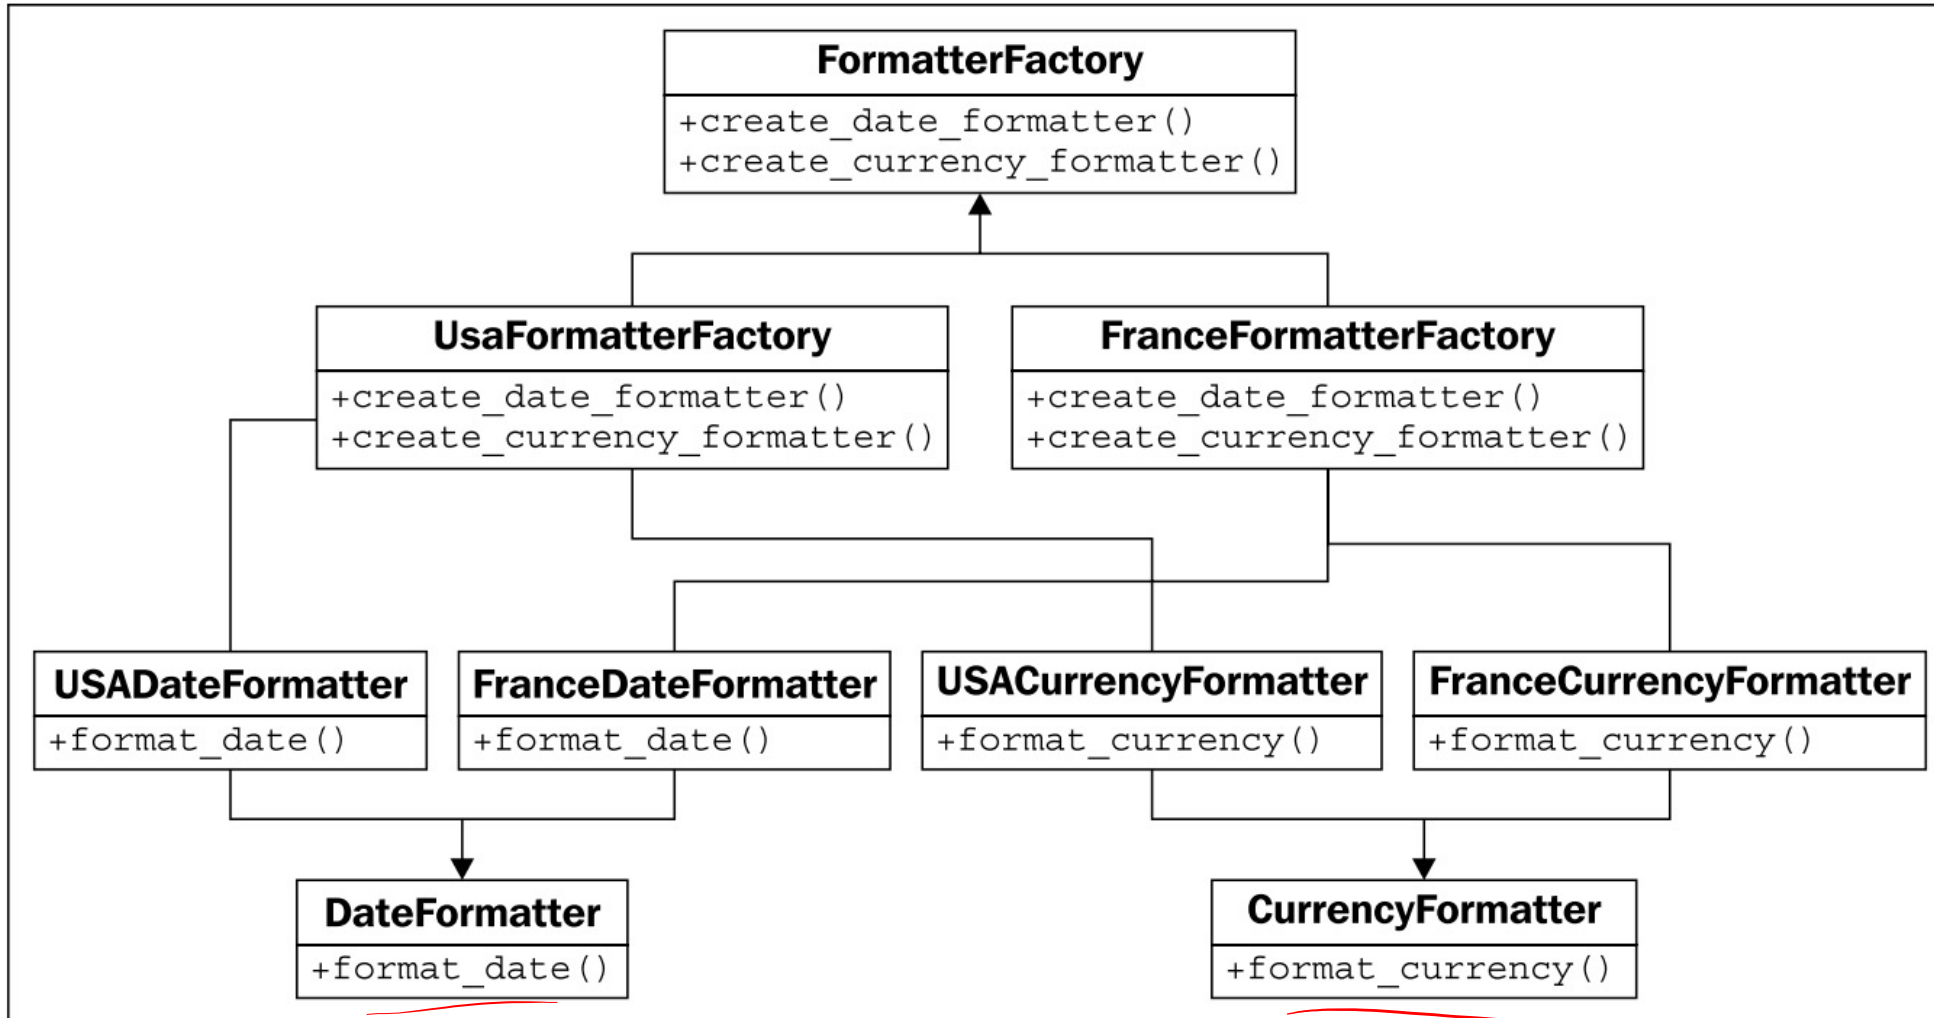 FormatterFactory
+create_date_formatter()
+create_currency_formatter()
UsaFormatterFactory
+create_date_formatter()
+create_currency_formatter()
FranceFormatterFactory
+create_date_formatter()
+create_currency_formatter()
USADateFormatter
+format_date()
FranceDateFormatter
+format_date()
USACurrencyFormatter
+format_currency()
FranceCurrencyFormatter
+format_currency()
DateFormatter
+format_date()
CurrencyFormatter
+format_currency()